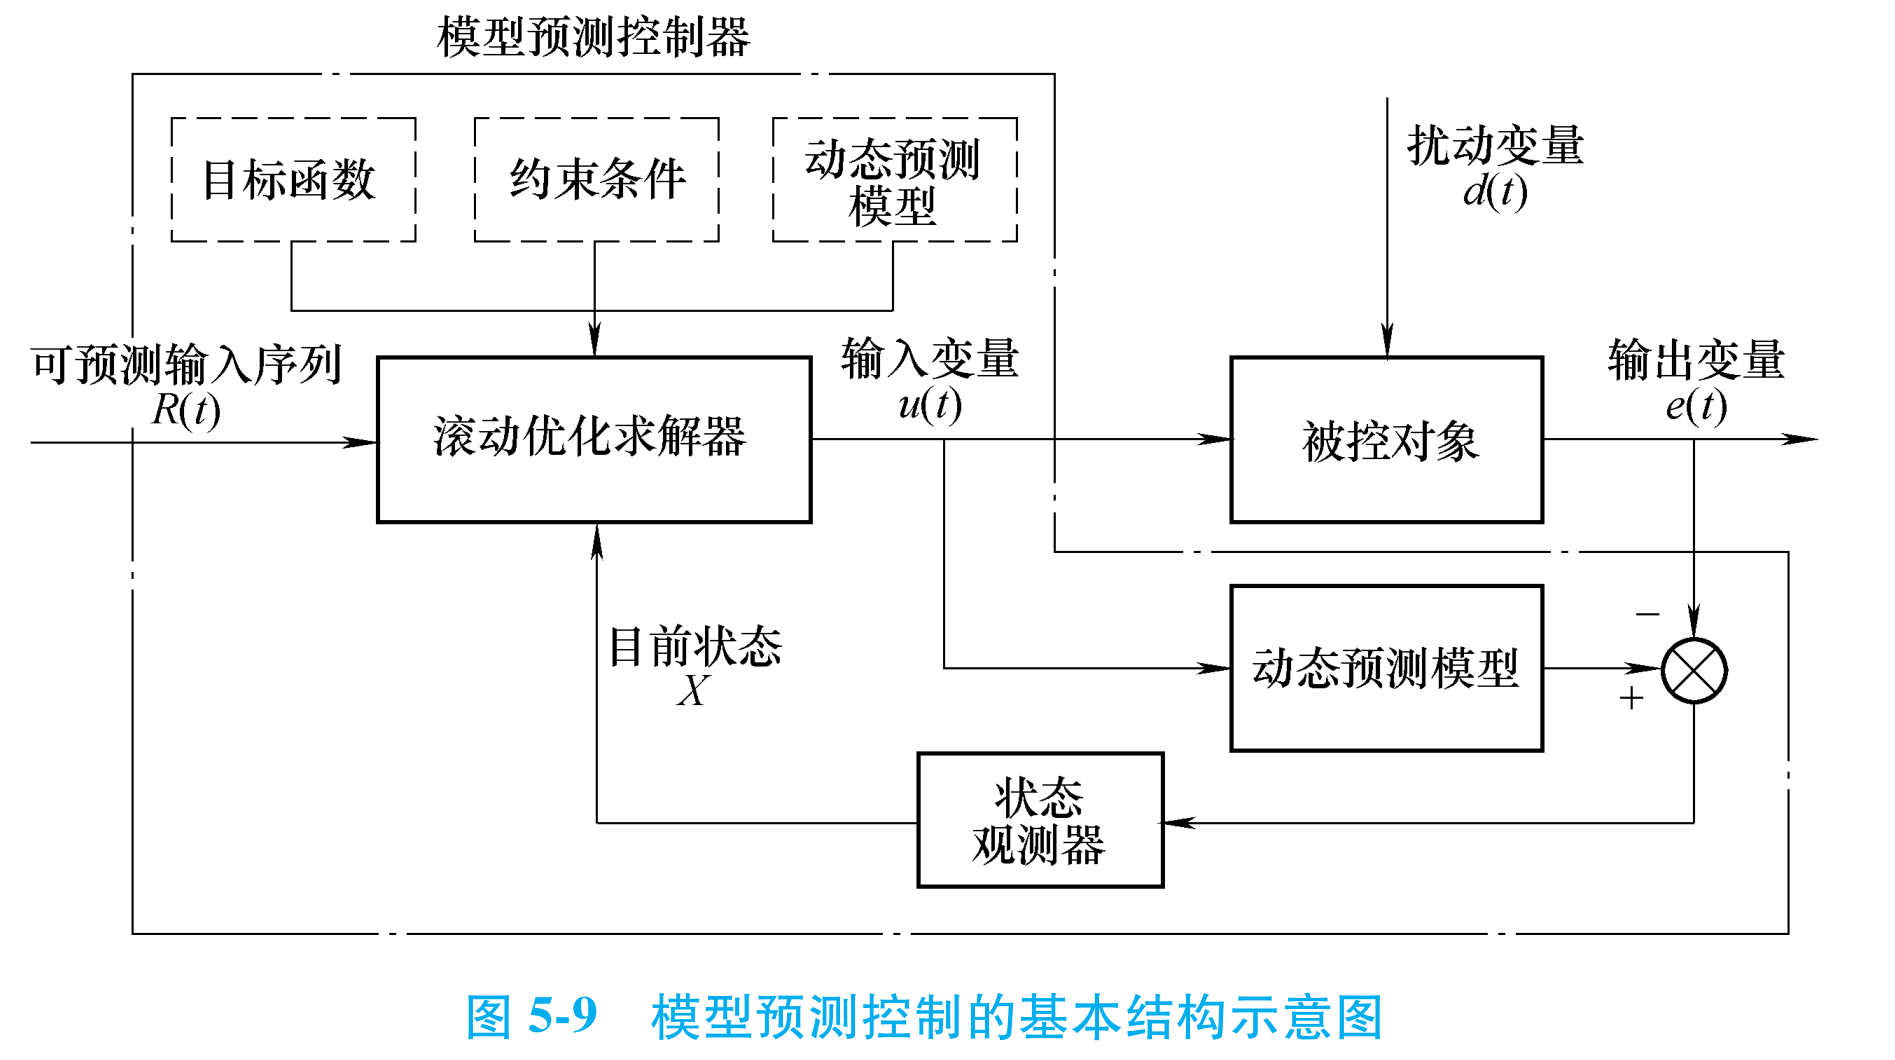 模型预测控制器
目标函数
约束条件
动态预测
模型
扰动变量
d(t)
可预测输入序列
R(t)
滚动优化求解器
输入变量
u(t)
被控对象
输出变量
e(t)
目前状态
X
动态预测模型
−
+
状态
观测器
图 5-9 模型预测控制的基本结构示意图